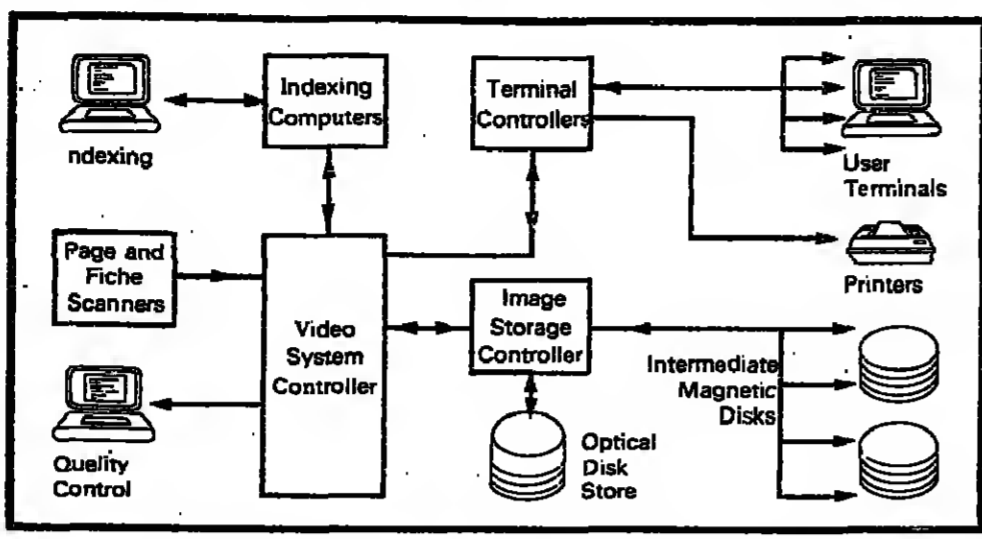 Indexing
Computers
Terminal
Controllers
ndexing
User
Terminals
Page and
Fiche
Scanners
Printers
Image
Storage
Controller
Video
System
Controller
Intermediate
Magnetic
Disks
Quality
Control
Optical
Disk
Store